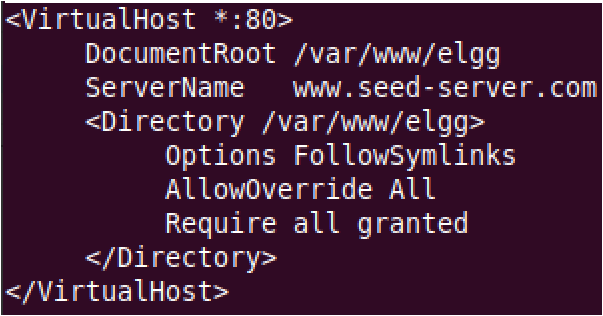 <VirtualHost *:80>
     DocumentRoot /var/www/elgg
     ServerName   www.seed-server.com
     <Directory /var/www/elgg>
          Options FollowSymlinks
          AllowOverride All
          Require all granted
     </Directory>
</VirtualHost>